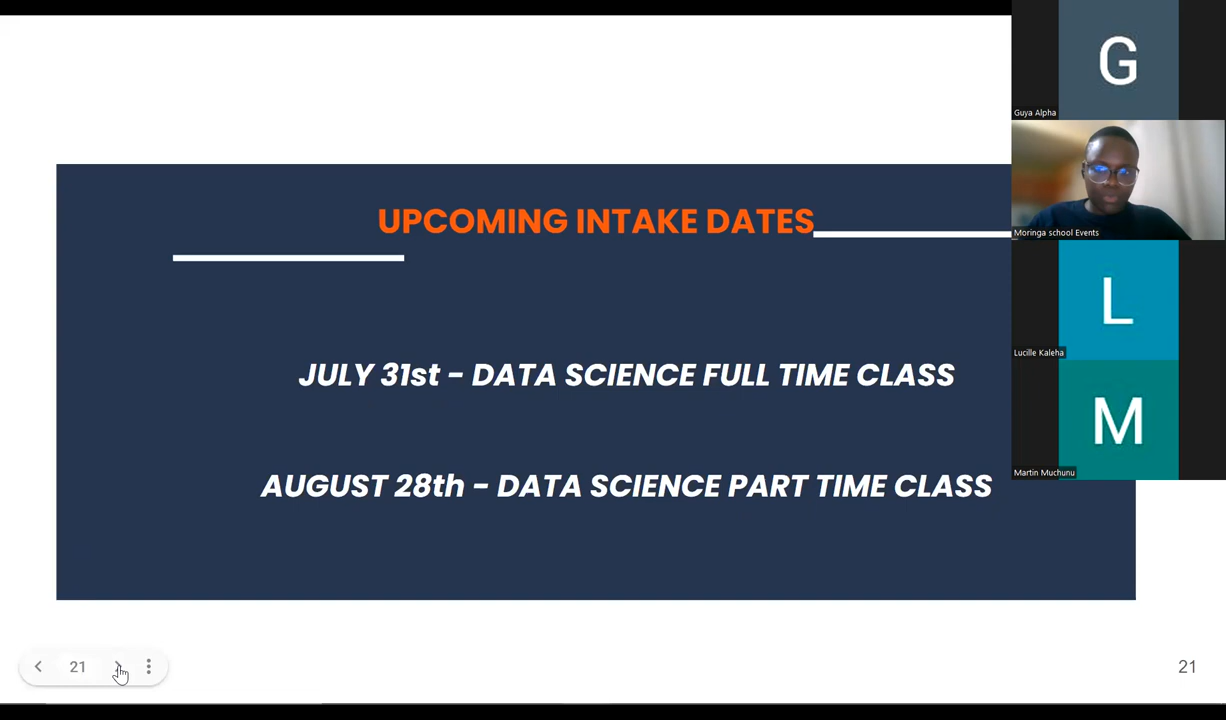 UPCOMING INTAKE DATES
JULY 31st - DATA SCIENCE FULL TIME CLASS
AUGUST 28th - DATA SCIENCE PART TIME CLASS
21
21
G
Guya Alpha
Moringa school Events
L
Lucille Kaleha
M
Martin Muchunu